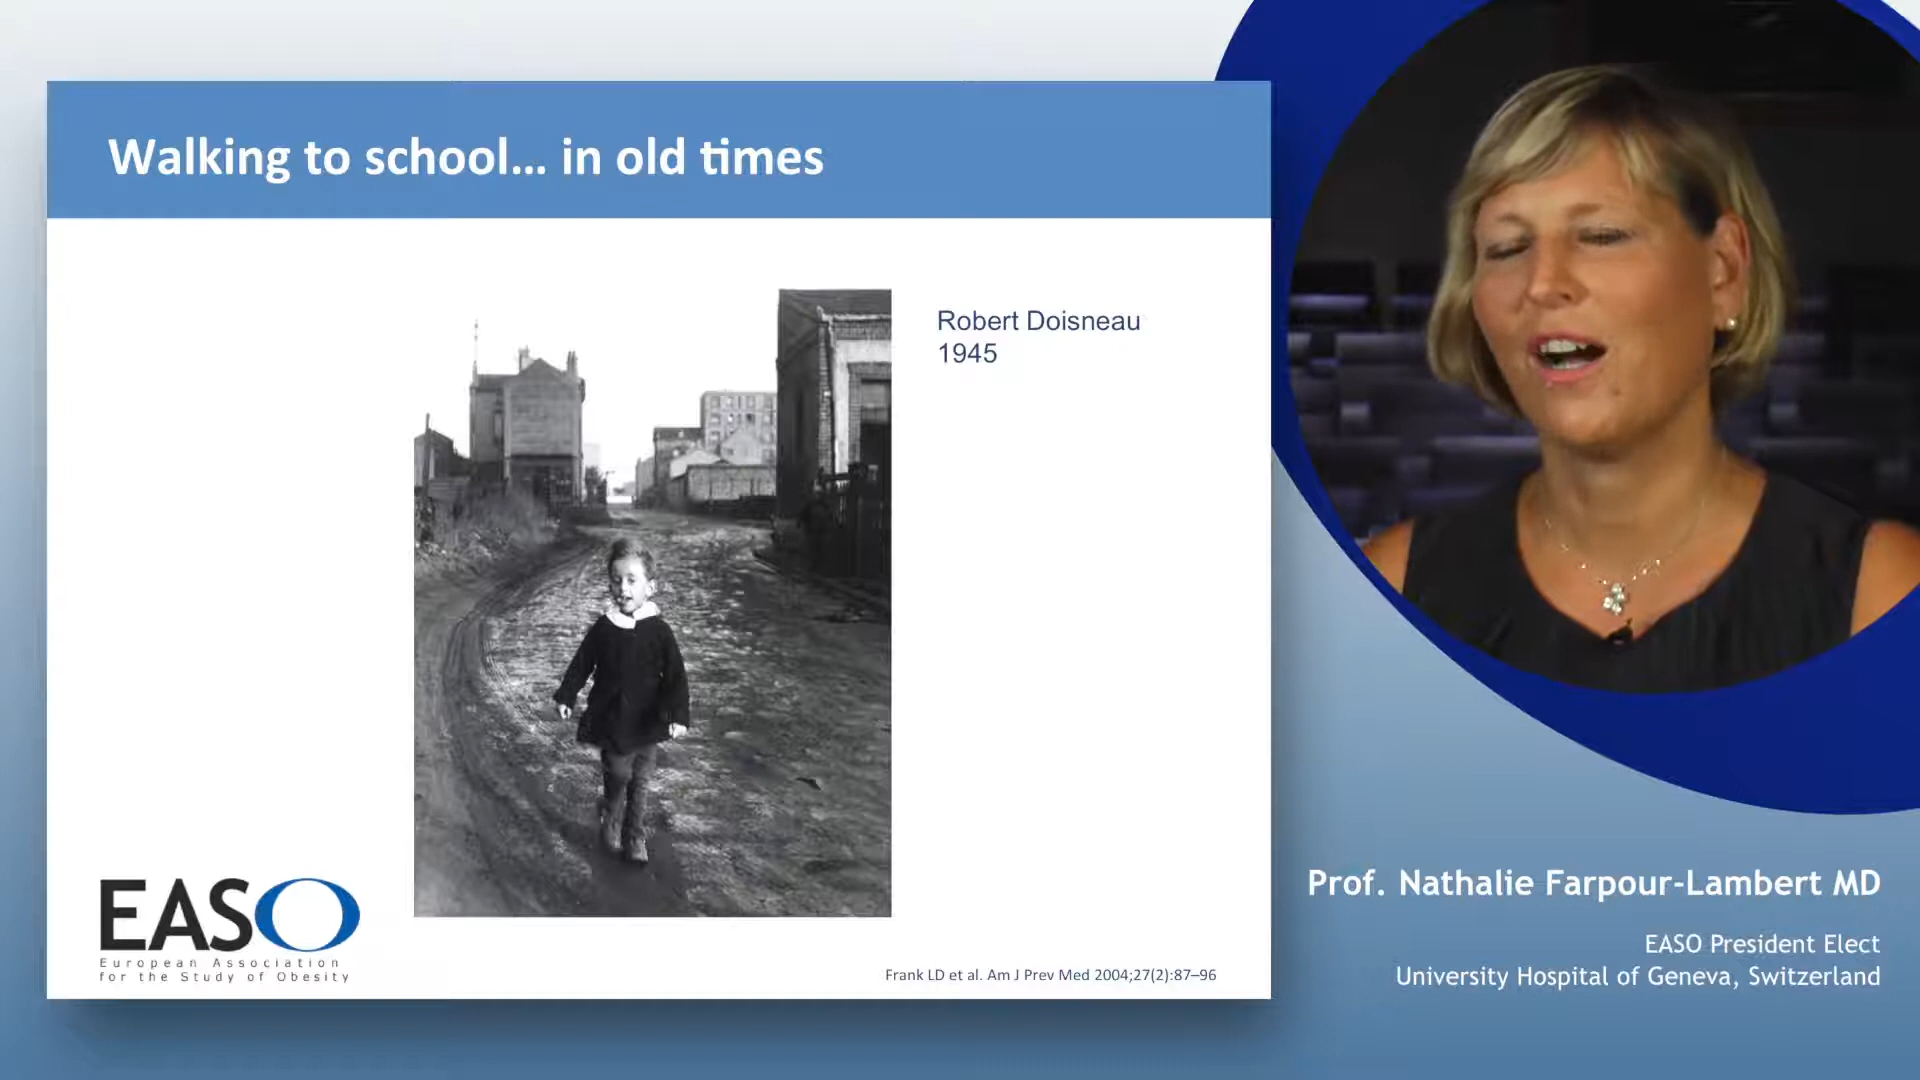 Walking to school... in old times
Robert Doisneau
1945
EASO
European Association
for the Study of Obesity
Frank LD et al. Am J Prev Med 2004;27(2):87–96
Prof. Nathalie Farpour-Lambert MD
EASO President Elect
University Hospital of Geneva, Switzerland